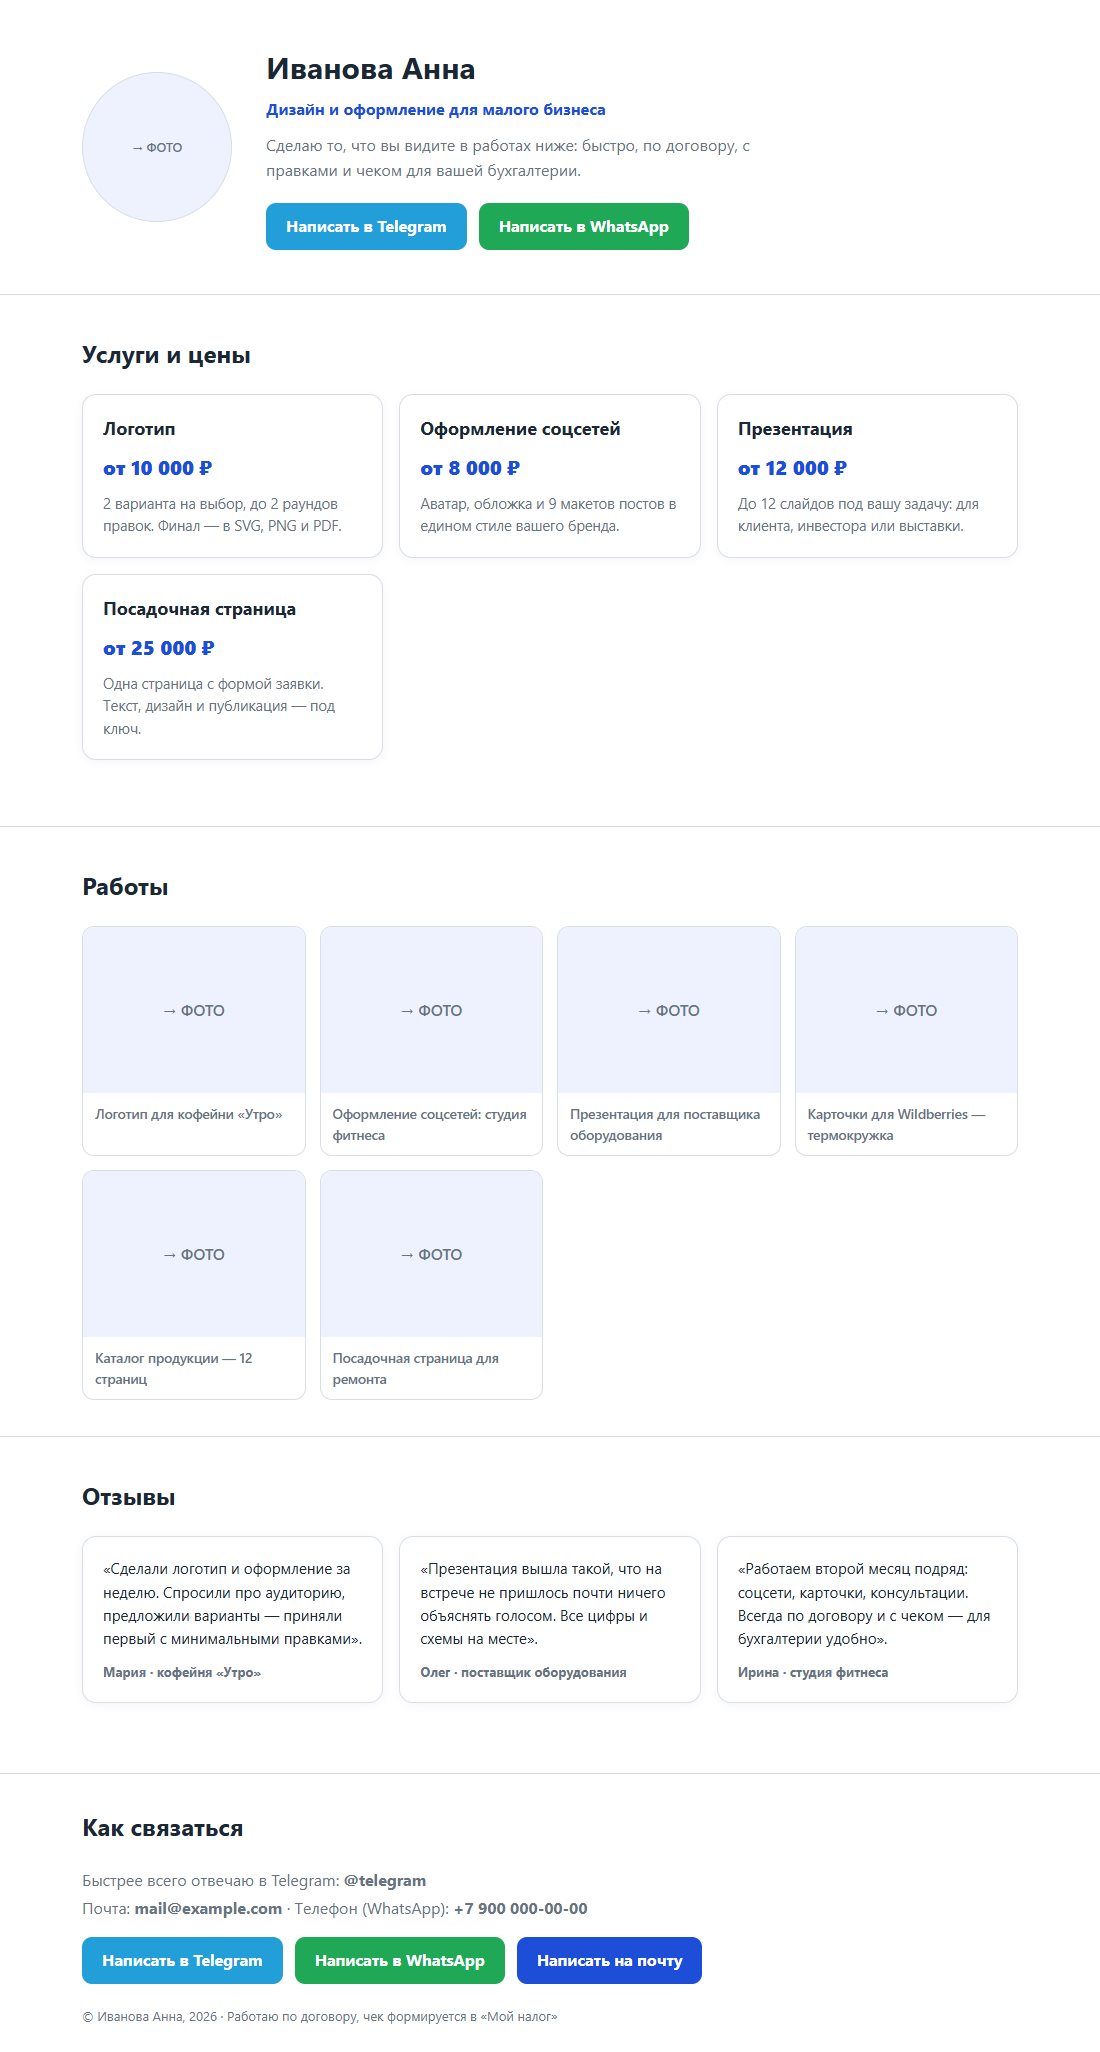 → ФОТО
Иванова Анна
Дизайн и оформление для малого бизнеса
Сделаю то, что вы видите в работах ниже: быстро, по договору, с
правками и чеком для вашей бухгалтерии.
Написать в Telegram
Написать в WhatsApp
Услуги и цены
Логотип
от 10 000 ₽
2 варианта на выбор, до 2 раундов
правок. Финал — в SVG, PNG и PDF.
Оформление соцсетей
от 8 000 ₽
Аватар, обложка и 9 макетов постов в
едином стиле вашего бренда.
Презентация
от 12 000 ₽
До 12 слайдов под вашу задачу: для
клиента, инвестора или выставки.
Посадочная страница
от 25 000 ₽
Одна страница с формой заявки.
Текст, дизайн и публикация — под
ключ.
Работы
→ ФОТО
Логотип для кофейни «Утро»
→ ФОТО
Оформление соцсетей: студия
фитнеса
→ ФОТО
Презентация для поставщика
оборудования
→ ФОТО
Карточки для Wildberries —
термокружка
→ ФОТО
Каталог продукции — 12
страниц
→ ФОТО
Посадочная страница для
ремонта
Отзывы
«Сделали логотип и оформление за
неделю. Спросили про аудиторию,
предложили варианты — приняли
первый с минимальными правками».
Мария · кофейня «Утро»
«Презентация вышла такой, что на
встрече не пришлось почти ничего
объяснять голосом. Все цифры и
схемы на месте».
Олег · поставщик оборудования
«Работаем второй месяц подряд:
соцсети, карточки, консультации.
Всегда по договору и с чеком — для
бухгалтерии удобно».
Ирина · студия фитнеса
Как связаться
Быстрее всего отвечаю в Telegram: @telegram
Почта: mail@example.com · Телефон (WhatsApp): +7 900 000-00-00
Написать в Telegram
Написать в WhatsApp
Написать на почту
© Иванова Анна, 2026 · Работаю по договору, чек формируется в «Мой налог»